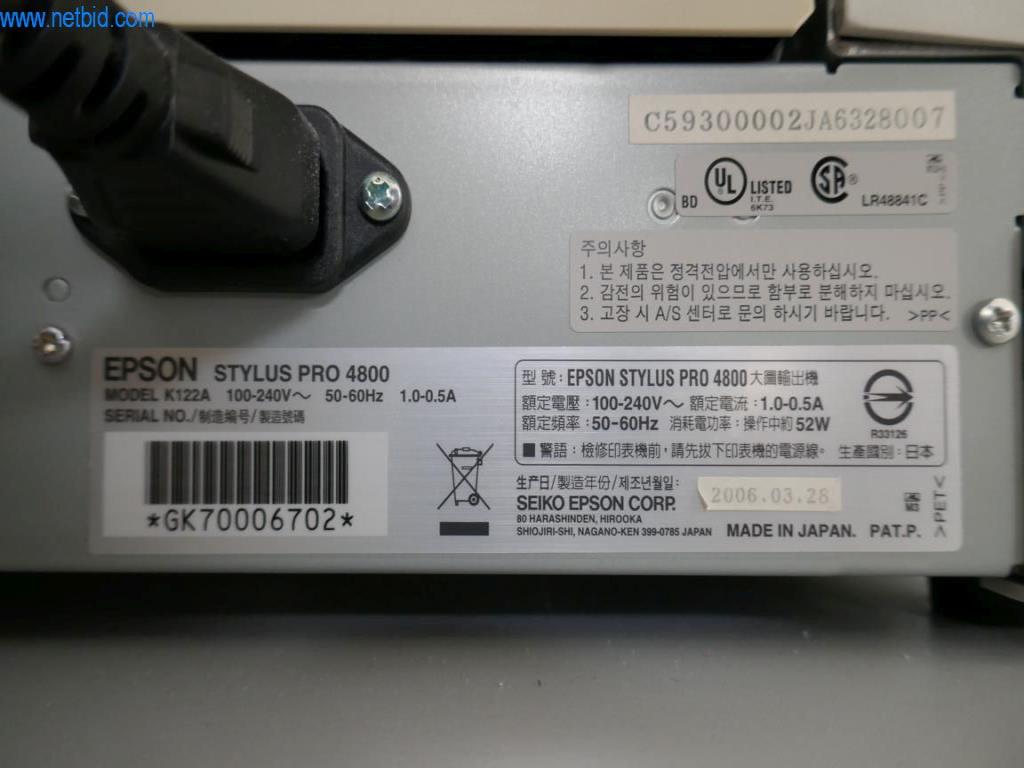 www.netbid.com
C59300002JA6328007
BD UL LISTED
I.T.E.
6K73
SA ®
LR48841C
주의사항
1. 본 제품은 정격전압에서만 사용하십시오.
2. 감전의 위험이 있으므로 함부로 분해하지 마십시오.
3. 고장 시 A/S 센터로 문의 하시기 바랍니다. >PP<
EPSON STYLUS PRO 4800
MODEL K122A 100-240V～ 50-60Hz 1.0-0.5A
SERIAL NO./制造编号/製造號碼
*GK70006702*
型號：EPSON STYLUS PRO 4800 大圖輸出機
額定電壓：100-240V～ 額定電流：1.0-0.5A
額定頻率：50-60Hz 消耗電功率：操作中約 52W
■ 警語：檢修印表機前，請先拔下印表機的電源線。 生產國別：日本
R33126
生产日/製造年份/제조년월일: 2006.03.28
SEIKO EPSON CORP.
80 HARASHINDEN, HIROOKA
SHIOJIRI-SHI, NAGANO-KEN 399-0785 JAPAN
MADE IN JAPAN. PAT.P.
M3
>PET<